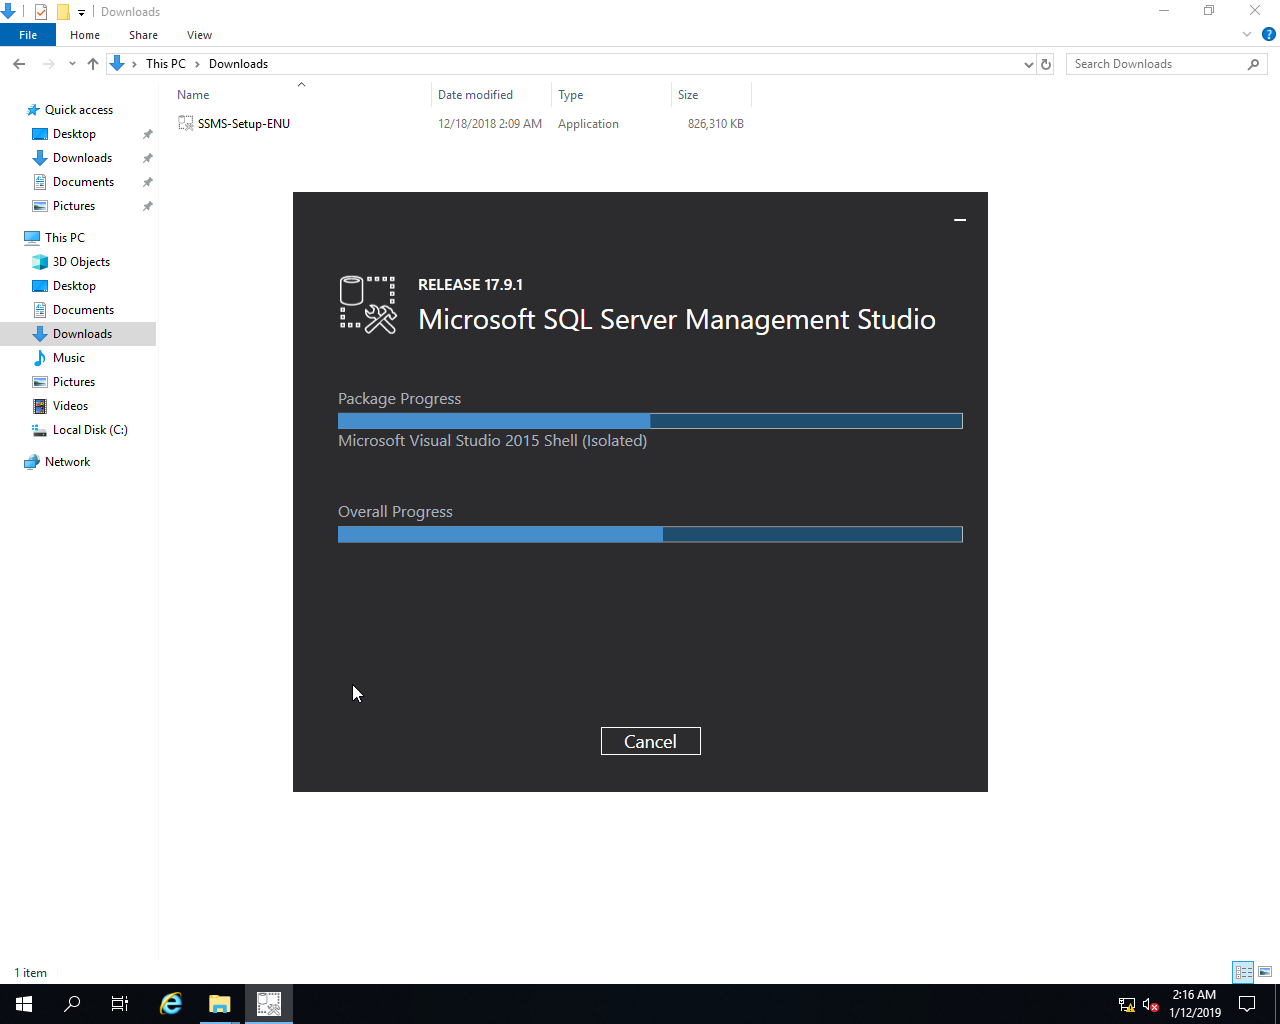 Downloads
File Home Share View
This PC Downloads
Search Downloads
Name Date modified Type Size
SSMS-Setup-ENU 12/18/2018 2:09 AM Application 826,310 KB
Quick access
Desktop
Downloads
Documents
Pictures
This PC
3D Objects
Desktop
Documents
Downloads
Music
Pictures
Videos
Local Disk (C:)
Network
RELEASE 17.9.1
Microsoft SQL Server Management Studio
Package Progress
Microsoft Visual Studio 2015 Shell (Isolated)
Overall Progress
Cancel
1 item
2:16 AM
1/12/2019